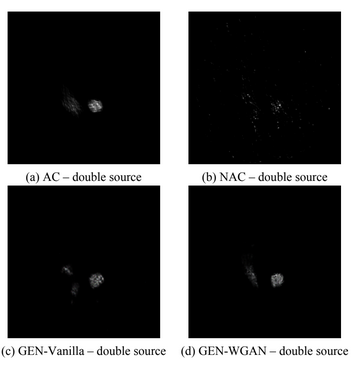 (a) AC – double source
(b) NAC – double source
(c) GEN-Vanilla – double source
(d) GEN-WGAN – double source